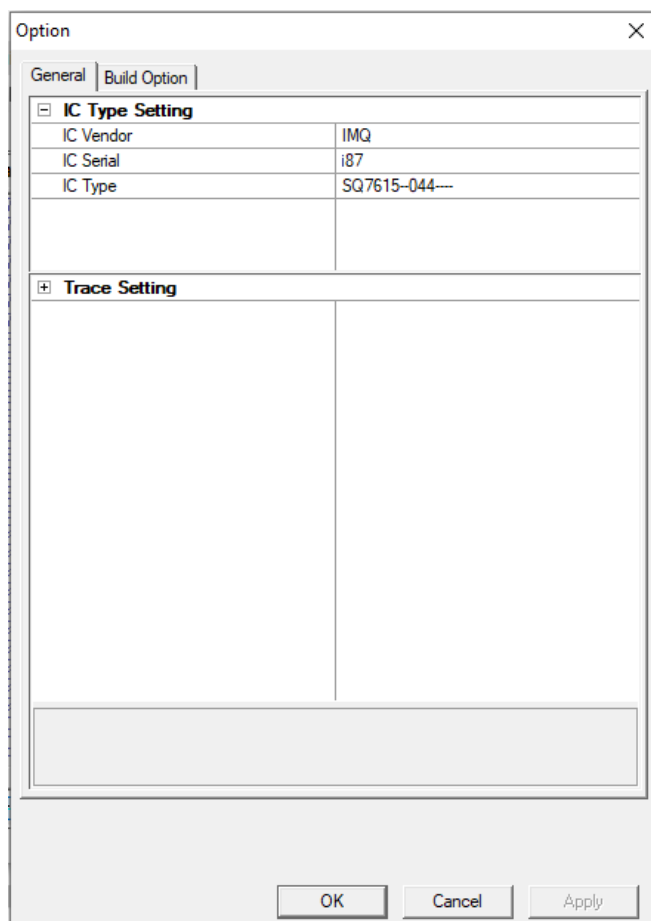 Option
General Build Option
IC Type Setting
IC Vendor IMQ
IC Serial i87
IC Type SQ7615--044----
Trace Setting
OK Cancel Apply